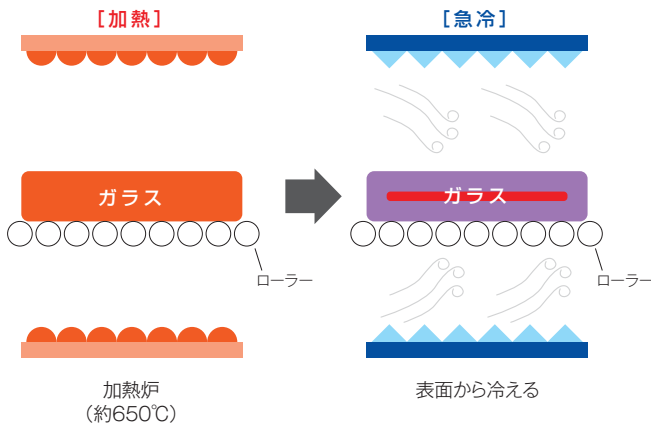 [加熱]
[急冷]
ガラス
ガラス
ローラー
ローラー
加熱炉
(約650℃)
表面から冷える